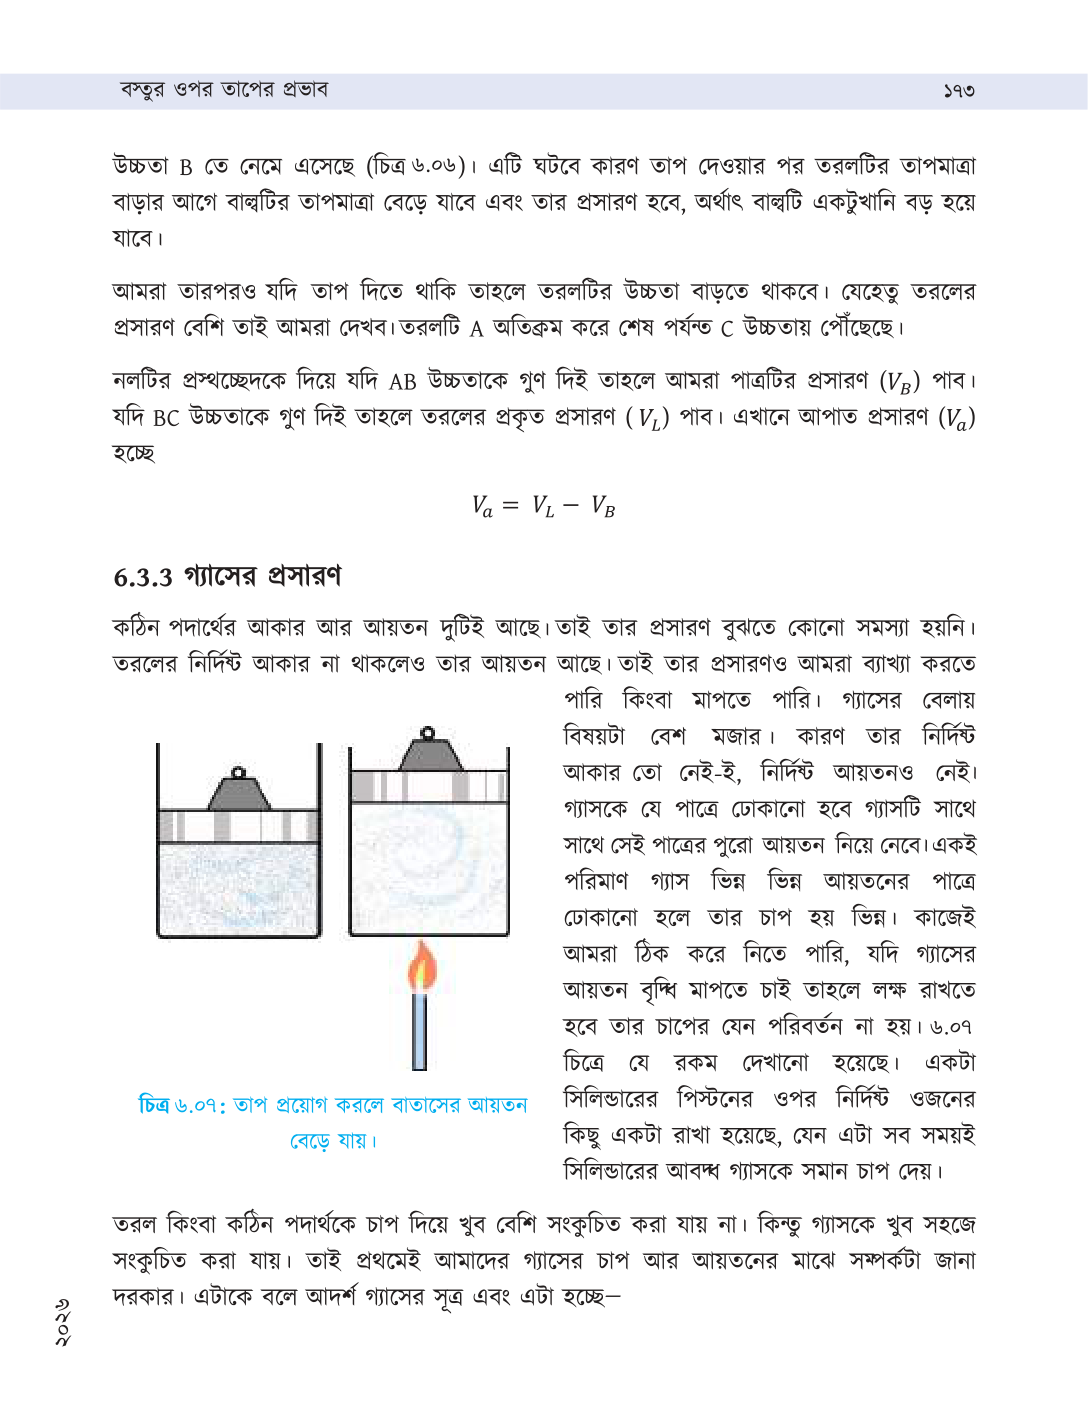 বস্তুর ওপর তাপের প্রভাব
১৭৩
উচ্চতা B তে নেমে এসেছে (চিত্র ৬.০৬)। এটি ঘটবে কারণ তাপ দেওয়ার পর তরলটির তাপমাত্রা
বাড়ার আগে বাল্বটির তাপমাত্রা বেড়ে যাবে এবং তার প্রসারণ হবে, অর্থাৎ বাল্বটি একটুখানি বড় হয়ে
যাবে।
আমরা তারপরও যদি তাপ দিতে থাকি তাহলে তরলটির উচ্চতা বাড়তে থাকবে। যেহেতু তরলের
প্রসারণ বেশি তাই আমরা দেখব। তরলটি A অতিক্রম করে শেষ পর্যন্ত C উচ্চতায় পৌঁছেছে।
নলটির প্রস্থচ্ছেদকে দিয়ে যদি AB উচ্চতাকে গুণ দিই তাহলে আমরা পাত্রটির প্রসারণ (V_B) পাব।
যদি BC উচ্চতাকে গুণ দিই তাহলে তরলের প্রকৃত প্রসারণ ( V_L) পাব। এখানে আপাত প্রসারণ (V_a)
হচ্ছে
V_a = V_L − V_B
6.3.3 গ্যাসের প্রসারণ
কঠিন পদার্থের আকার আর আয়তন দুটিই আছে। তাই তার প্রসারণ বুঝতে কোনো সমস্যা হয়নি।
তরলের নির্দিষ্ট আকার না থাকলেও তার আয়তন আছে। তাই তার প্রসারণও আমরা ব্যাখ্যা করতে
পারি কিংবা মাপতে পারি। গ্যাসের বেলায়
বিষয়টা বেশ মজার। কারণ তার নির্দিষ্ট
আকার তো নেই-ই, নির্দিষ্ট আয়তনও নেই।
গ্যাসকে যে পাত্রে ঢোকানো হবে গ্যাসটি সাথে
সাথে সেই পাত্রের পুরো আয়তন নিয়ে নেবে। একই
পরিমাণ গ্যাস ভিন্ন ভিন্ন আয়তনের পাত্রে
ঢোকানো হলে তার চাপ হয় ভিন্ন। কাজেই
আমরা ঠিক করে নিতে পারি, যদি গ্যাসের
আয়তন বৃদ্ধি মাপতে চাই তাহলে লক্ষ রাখতে
হবে তার চাপের যেন পরিবর্তন না হয়। ৬.০৭
চিত্রে যে রকম দেখানো হয়েছে। একটা
সিলিন্ডারের পিস্টনের ওপর নির্দিষ্ট ওজনের
কিছু একটা রাখা হয়েছে, যেন এটা সব সময়ই
সিলিন্ডারের আবদ্ধ গ্যাসকে সমান চাপ দেয়।
চিত্র ৬.০৭: তাপ প্রয়োগ করলে বাতাসের আয়তন
বেড়ে যায়।
তরল কিংবা কঠিন পদার্থকে চাপ দিয়ে খুব বেশি সংকুচিত করা যায় না। কিন্তু গ্যাসকে খুব সহজে
সংকুচিত করা যায়। তাই প্রথমেই আমাদের গ্যাসের চাপ আর আয়তনের মাঝে সম্পর্কটা জানা
দরকার। এটাকে বলে আদর্শ গ্যাসের সূত্র এবং এটা হচ্ছে–
২০২৬